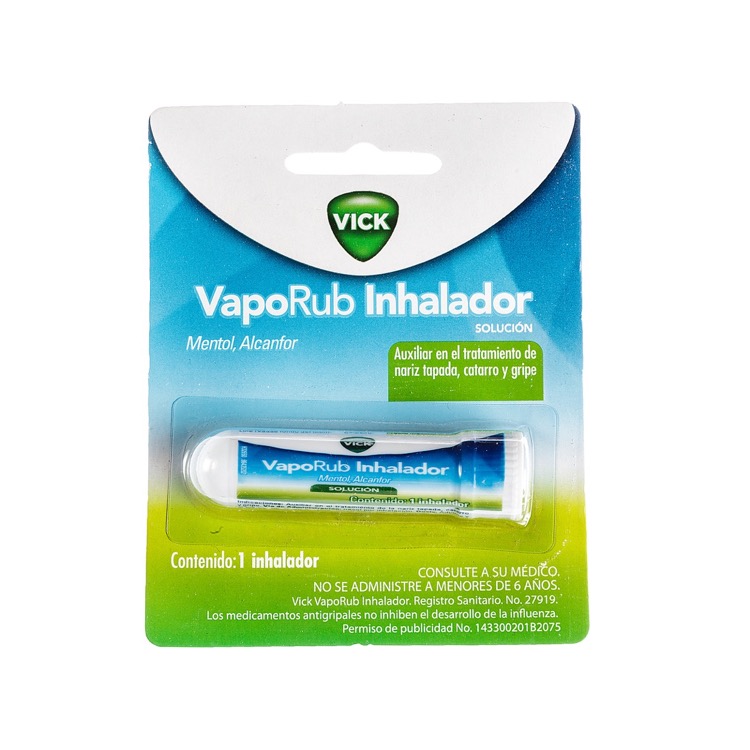 VICK
VapoRub Inhalador
SOLUCIÓN
Mentol, Alcanfor
Auxiliar en el tratamiento de
nariz tapada, catarro y gripe
VICK
VapoRub Inhalador
Mentol, Alcanfor
SOLUCIÓN
Contenido: 1 inhalador
Contenido: 1 inhalador
CONSULTE A SU MÉDICO.
NO SE ADMINISTRE A MENORES DE 6 AÑOS.
Vick VapoRub Inhalador. Registro Sanitario. No. 27919.
Los medicamentos antigripales no inhiben el desarrollo de la influenza.
Permiso de publicidad No. 143300201B2075